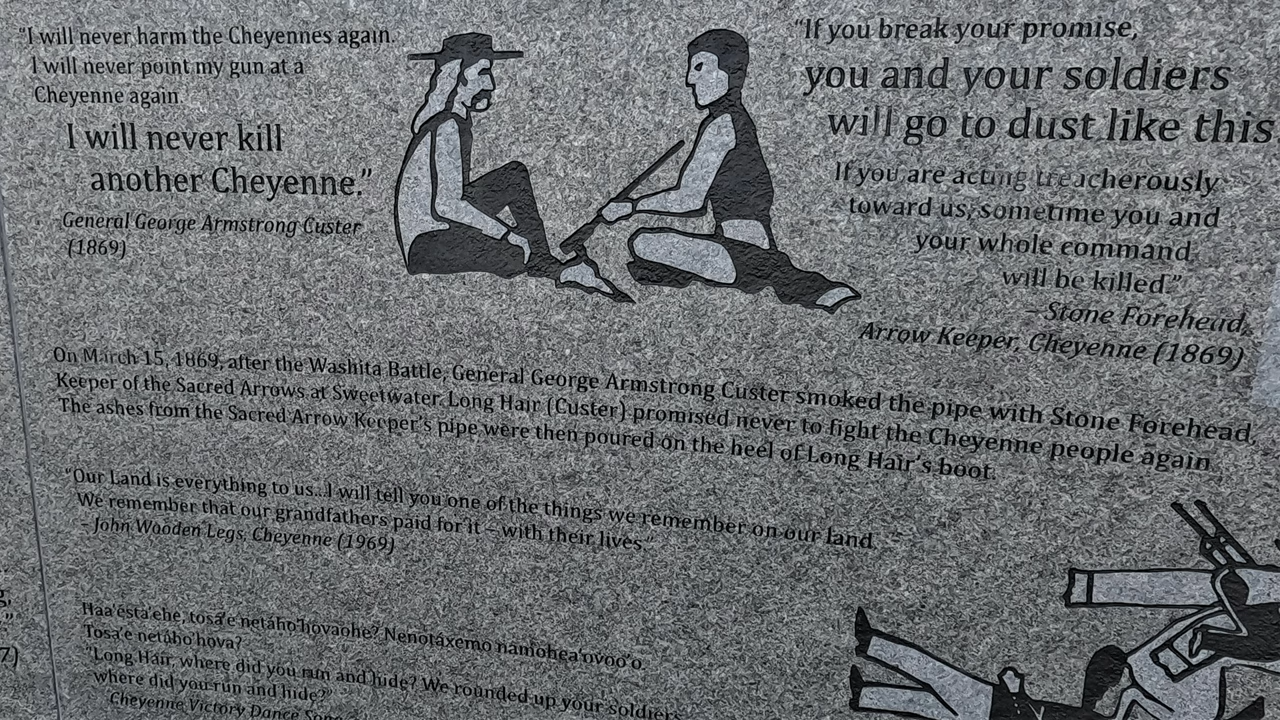 "I will never harm the Cheyennes again.
I will never point my gun at a
Cheyenne again.
I will never kill
another Cheyenne."
General George Armstrong Custer
(1869)
"If you break your promise,
you and your soldiers
will go to dust like this.
If you are acting treacherously
toward us, sometime you and
your whole command
will be killed."
– Stone Forehead,
Arrow Keeper, Cheyenne (1869)
On March 15, 1869, after the Washita Battle, General George Armstrong Custer smoked the pipe with Stone Forehead,
Keeper of the Sacred Arrows at Sweetwater. Long Hair (Custer) promised never to fight the Cheyenne people again.
The ashes from the Sacred Arrow Keeper's pipe were then poured on the heel of Long Hair's boot.
"Our Land is everything to us...I will tell you one of the things we remember on our land.
We remember that our grandfathers paid for it – with their lives."
– John Wooden Legs, Cheyenne (1969)
Haa'ėsta'ehe, tosa'e netáho'hovaohe? Nenotáxemo námohea'ovoo'o.
Tosa'e netáho'hova?
"Long Hair, where did you run and hide? We rounded up your soldiers
where did you run and hide?"
Cheyenne Victory Dance Song
g,
"
7)